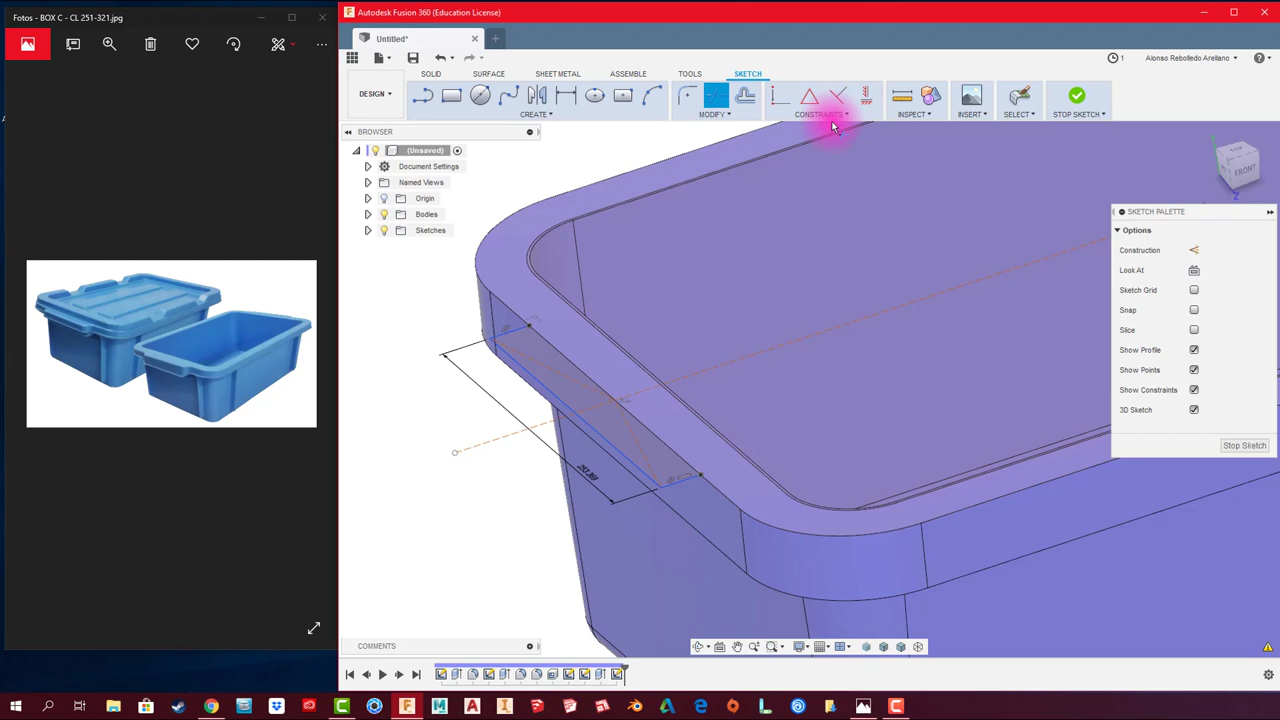 Fotos - BOX C - CL 251-321.jpg
Autodesk Fusion 360 (Education License)
Untitled*
1
Alonso Rebolledo Arellano
SOLID
SURFACE
SHEET METAL
ASSEMBLE
TOOLS
SKETCH
DESIGN
CREATE
MODIFY
CONSTRAINTS
INSPECT
INSERT
SELECT
STOP SKETCH
BROWSER
(Unsaved)
Document Settings
Named Views
Origin
Bodies
Sketches
TOP
FRONT
Z
SKETCH PALETTE
Options
Construction
Look At
Sketch Grid
Snap
Slice
Show Profile
Show Points
Show Constraints
3D Sketch
Stop Sketch
COMMENTS